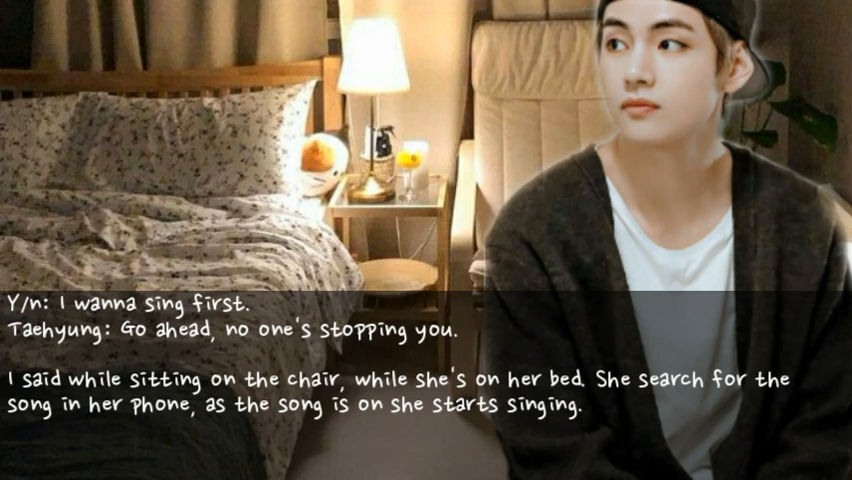 Y/n: I wanna sing first.
Taehyung: Go ahead, no one's stopping you.
I said while sitting on the chair, while she's on her bed. She search for the
song in her phone, as the song is on she starts singing.